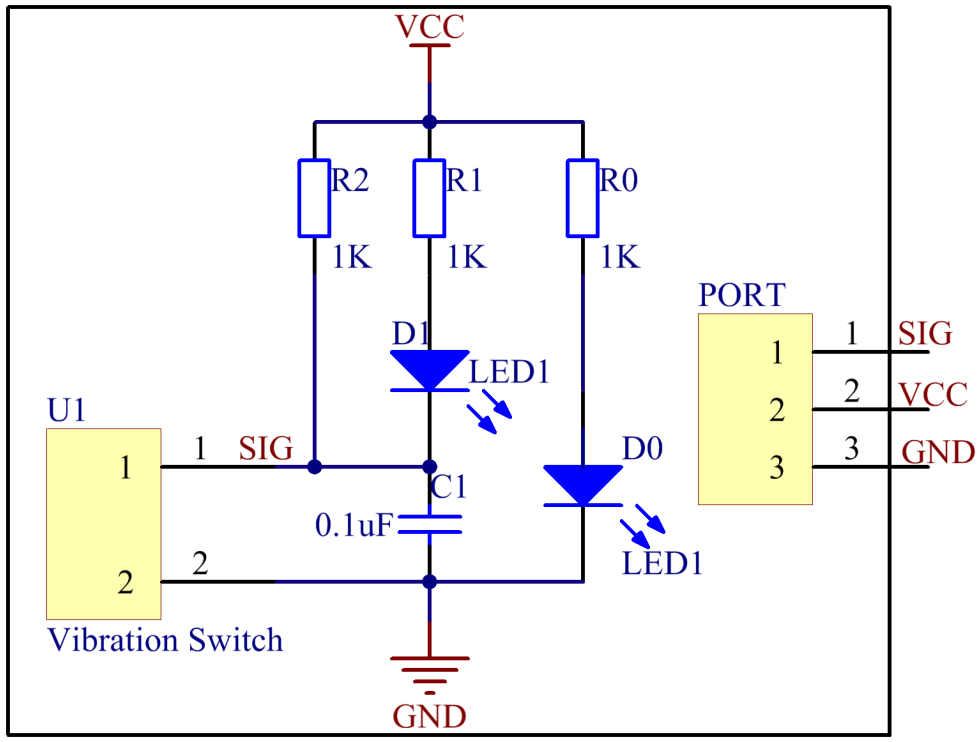 VCC
R2
R1
R0
1K
1K
1K
PORT
D1
LED1
1
1
SIG
2
2
VCC
3
3
GND
U1
1
1
SIG
C1
0.1uF
D0
LED1
2
2
Vibration Switch
GND